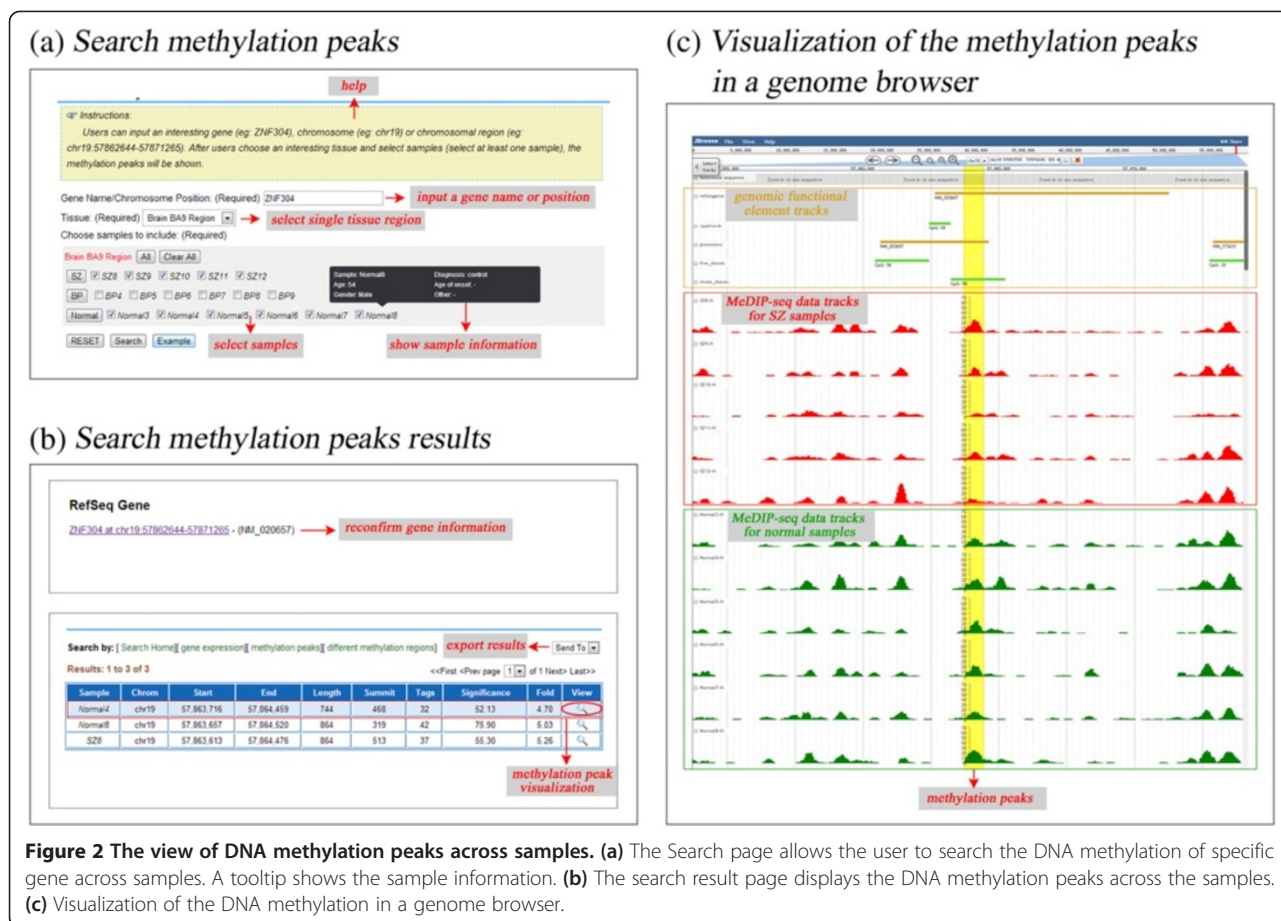 (a) Search methylation peaks
help
Instructions:
Users can input an interesting gene (eg: ZNF304), chromosome (eg: chr19) or chromosomal region (eg:
chr19:57862644-57871265). After users choose an interesting tissue and select samples (select at least one sample), the
methylation peaks will be shown.
Gene Name/Chromosome Position: (Required) ZNF304
input a gene name or position
Tissue: (Required) Brain BA9 Region
select single tissue region
Choose samples to include: (Required)
Brain BA9 Region All Clear All
SZ SZ8 SZ9 SZ10 SZ11 SZ12
BP BP4 BP5 BP6 BP7 BP8 BP9
Normal Normal3 Normal4 Normal5 Normal6 Normal7 Normal8
Sample: Normal8 Diagnosis: control
Age: 54 Age of onset: -
Gender: Male Other: -
select samples
show sample information
RESET Search Example
(b) Search methylation peaks results
RefSeq Gene
ZNF304 at chr19:57862644-57871265 - (NM_020657)
reconfirm gene information
Search by: [ Search Home][ gene expression][ methylation peaks][ different methylation regions]
export results
Send To
Results: 1 to 3 of 3
<<First <Prev page 1 of 1 Next> Last>>
Sample Chrom Start End Length Summit Tags Significance Fold View
Normal4 chr19 57,863,716 57,864,459 744 468 32 52.13 4.70
Normal8 chr19 57,863,657 57,864,520 864 319 42 75.90 5.03
SZ8 chr19 57,863,613 57,864,476 864 513 37 55.30 5.26
methylation peak
visualization
(c) Visualization of the methylation peaks
in a genome browser
JBrowse File View Help
Select
tracks
genomic functional
element tracks
MeDIP-seq data tracks
for SZ samples
MeDIP-seq data tracks
for normal samples
methylation peaks
Figure 2 The view of DNA methylation peaks across samples. (a) The Search page allows the user to search the DNA methylation of specific
gene across samples. A tooltip shows the sample information. (b) The search result page displays the DNA methylation peaks across the samples.
(c) Visualization of the DNA methylation in a genome browser.